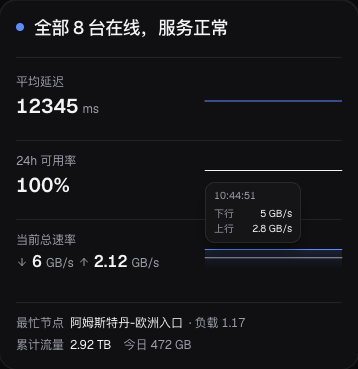 全部 8 台在线，服务正常
平均延迟
12345 ms
24h 可用率
100%
10:44:51
下行 5 GB/s
上行 2.8 GB/s
当前总速率
↓ 6 GB/s ↑ 2.12 GB/s
最忙节点 阿姆斯特丹-欧洲入口 · 负载 1.17
累计流量 2.92 TB 今日 472 GB